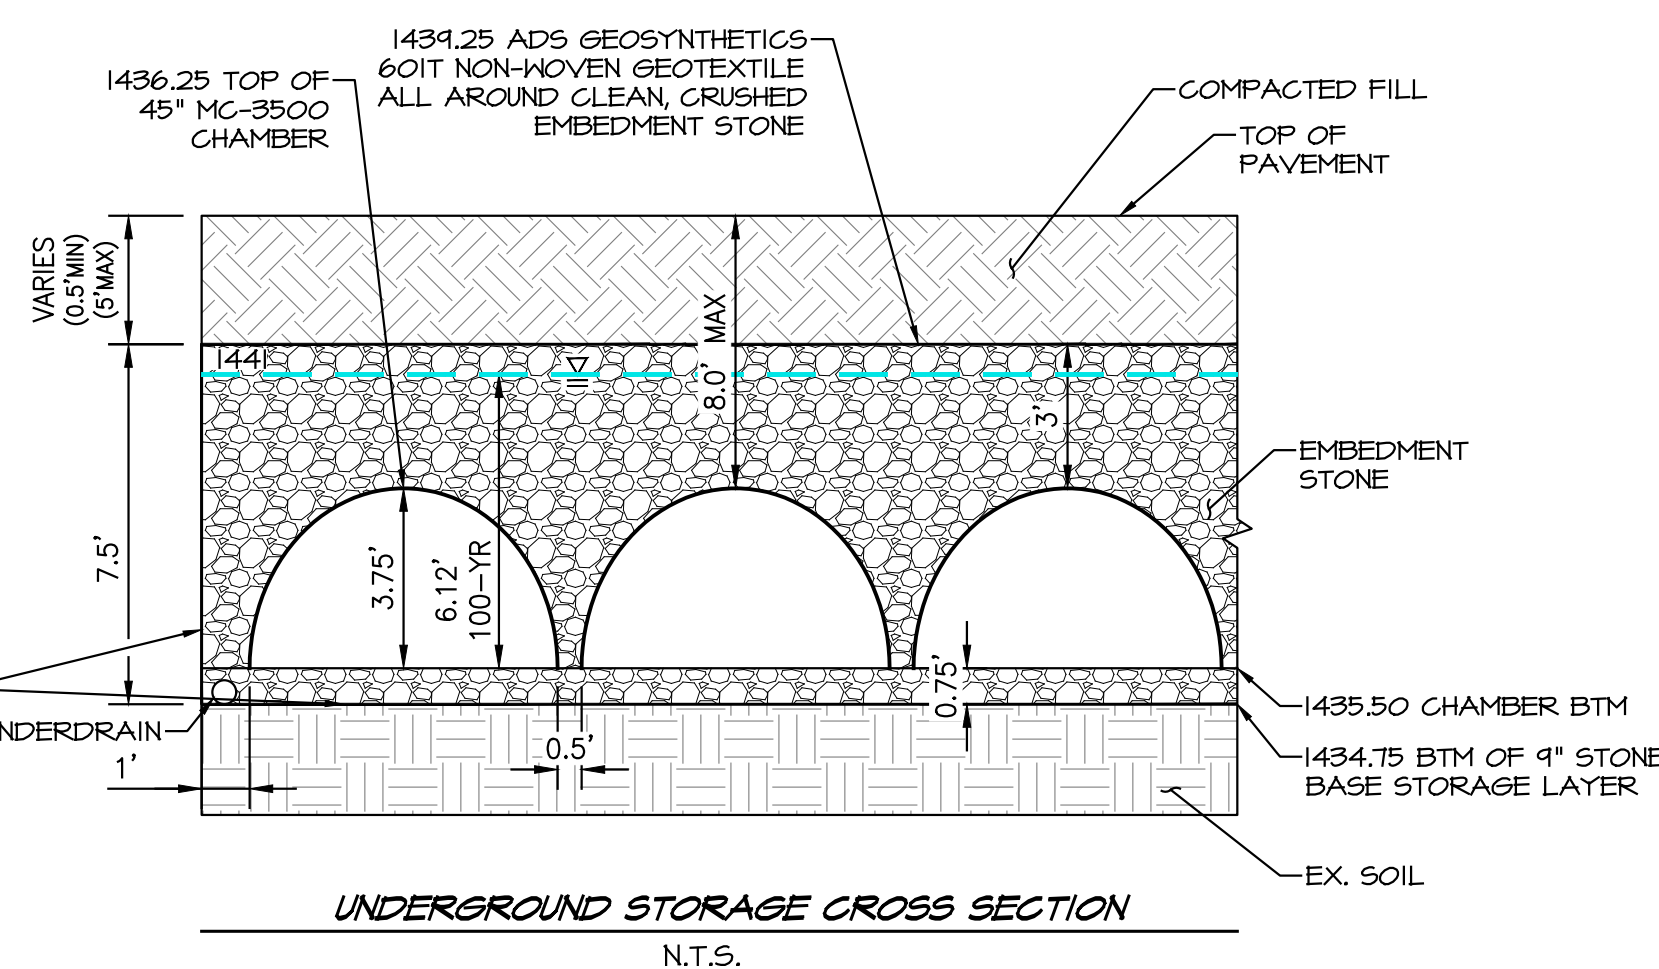 1439.25 ADS GEOSYNTHETICS
601T NON-WOVEN GEOTEXTILE
ALL AROUND CLEAN, CRUSHED
EMBEDMENT STONE
1436.25 TOP OF
45" MC-3500
CHAMBER
COMPACTED FILL
TOP OF
PAVEMENT
VARIES
(0.5'MIN)
(5'MAX)
1441
8.0' MAX
3'
EMBEDMENT
STONE
7.5'
3.75'
6.12'
100-YR
0.75'
1435.50 CHAMBER BTM
NDERDRAIN
1'
0.5'
1434.75 BTM OF 9" STONE
BASE STORAGE LAYER
EX. SOIL
UNDERGROUND STORAGE CROSS SECTION
N.T.S.